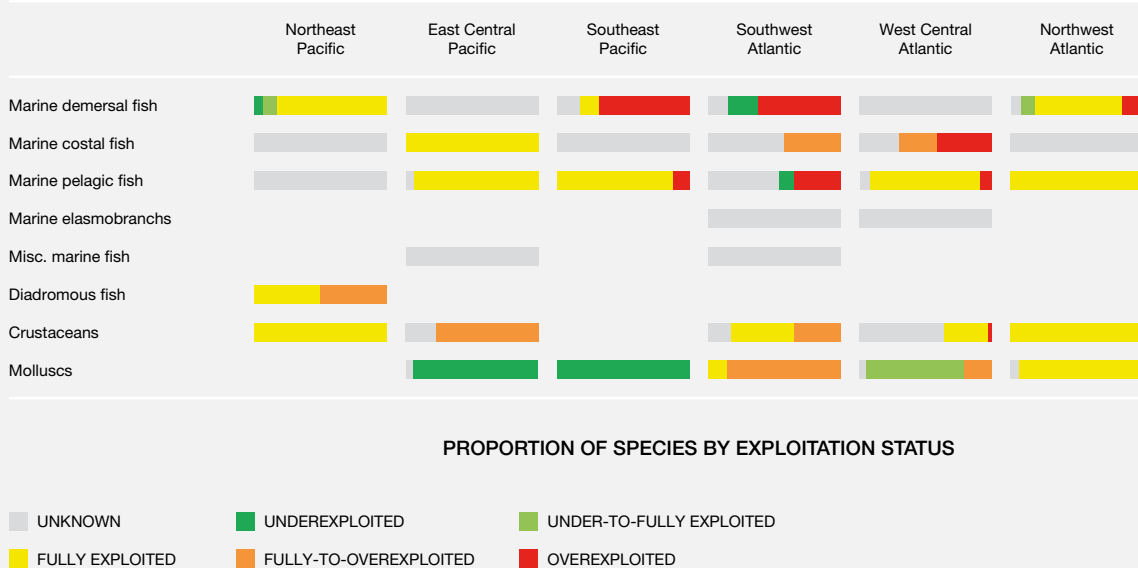 Northeast Pacific
East Central Pacific
Southeast Pacific
Southwest Atlantic
West Central Atlantic
Northwest Atlantic
Marine demersal fish
Marine costal fish
Marine pelagic fish
Marine elasmobranchs
Misc. marine fish
Diadromous fish
Crustaceans
Molluscs
PROPORTION OF SPECIES BY EXPLOITATION STATUS
UNKNOWN
UNDEREXPLOITED
UNDER-TO-FULLY EXPLOITED
FULLY EXPLOITED
FULLY-TO-OVEREXPLOITED
OVEREXPLOITED